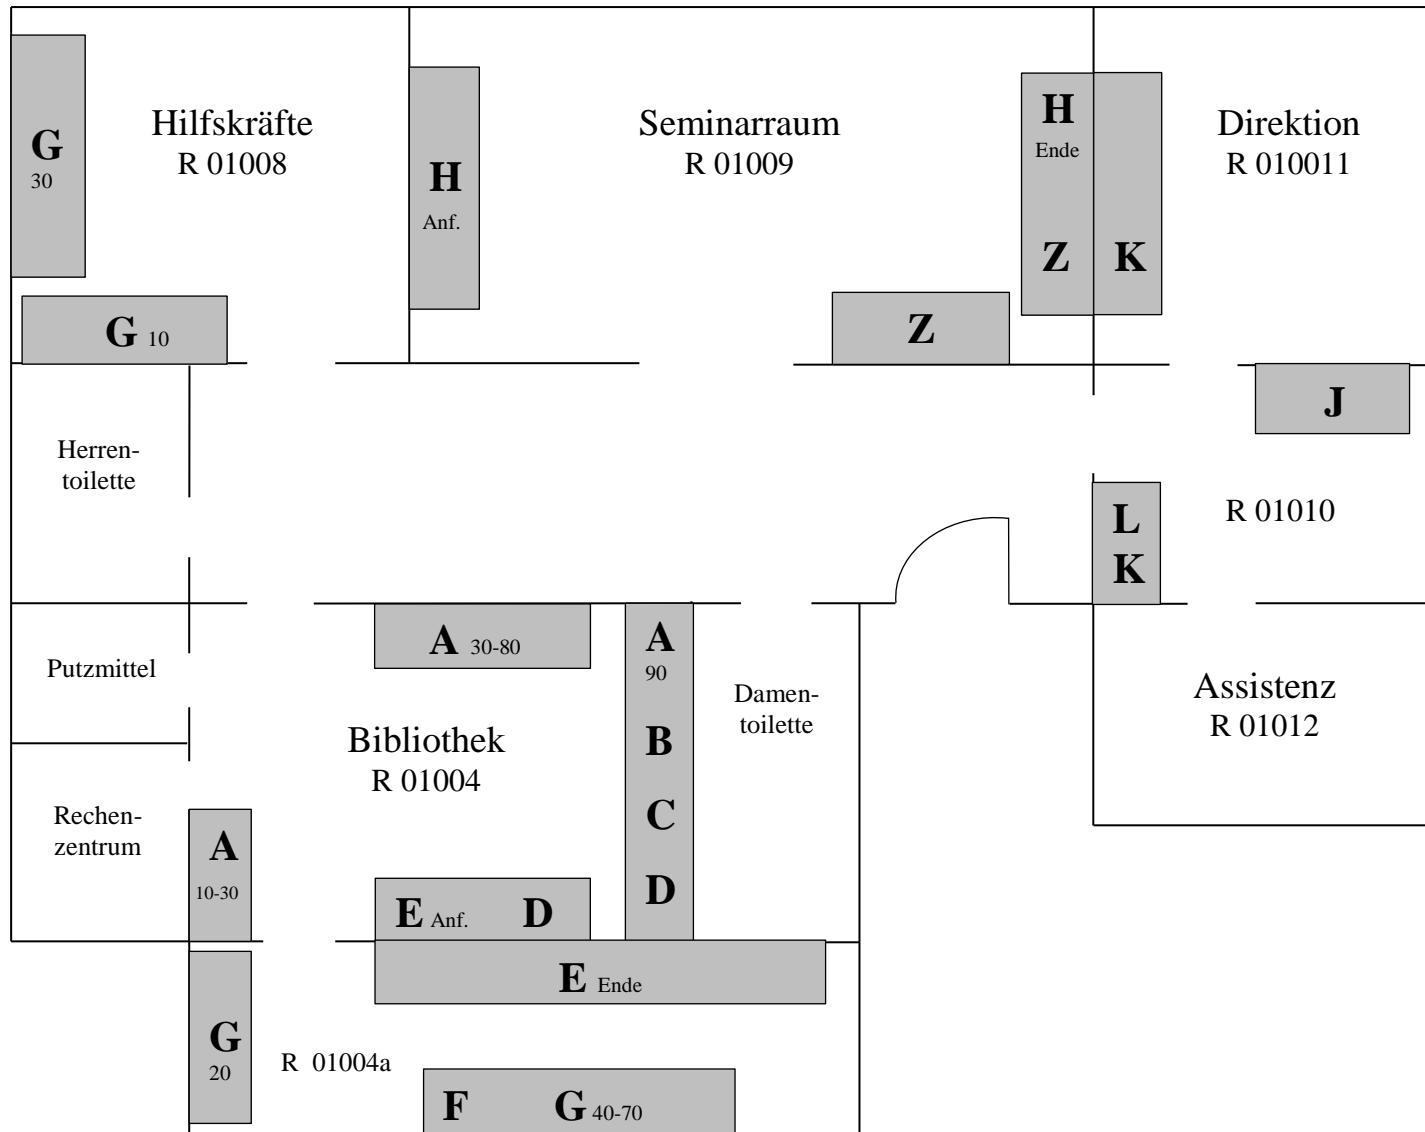 Hilfskräfte
R 01008
G
30
G 10
Seminarraum
R 01009
H
Anf.
H
Ende
Z
Z
K
Direktion
R 010011
J
Herren-
toilette
R 01010
L
K
Putzmittel
A 30-80
A
90
B
C
D
Damen-
toilette
Assistenz
R 01012
Bibliothek
R 01004
Rechen-
zentrum
A
10-30
E Anf. D
E Ende
G
20
R 01004a
F G 40-70